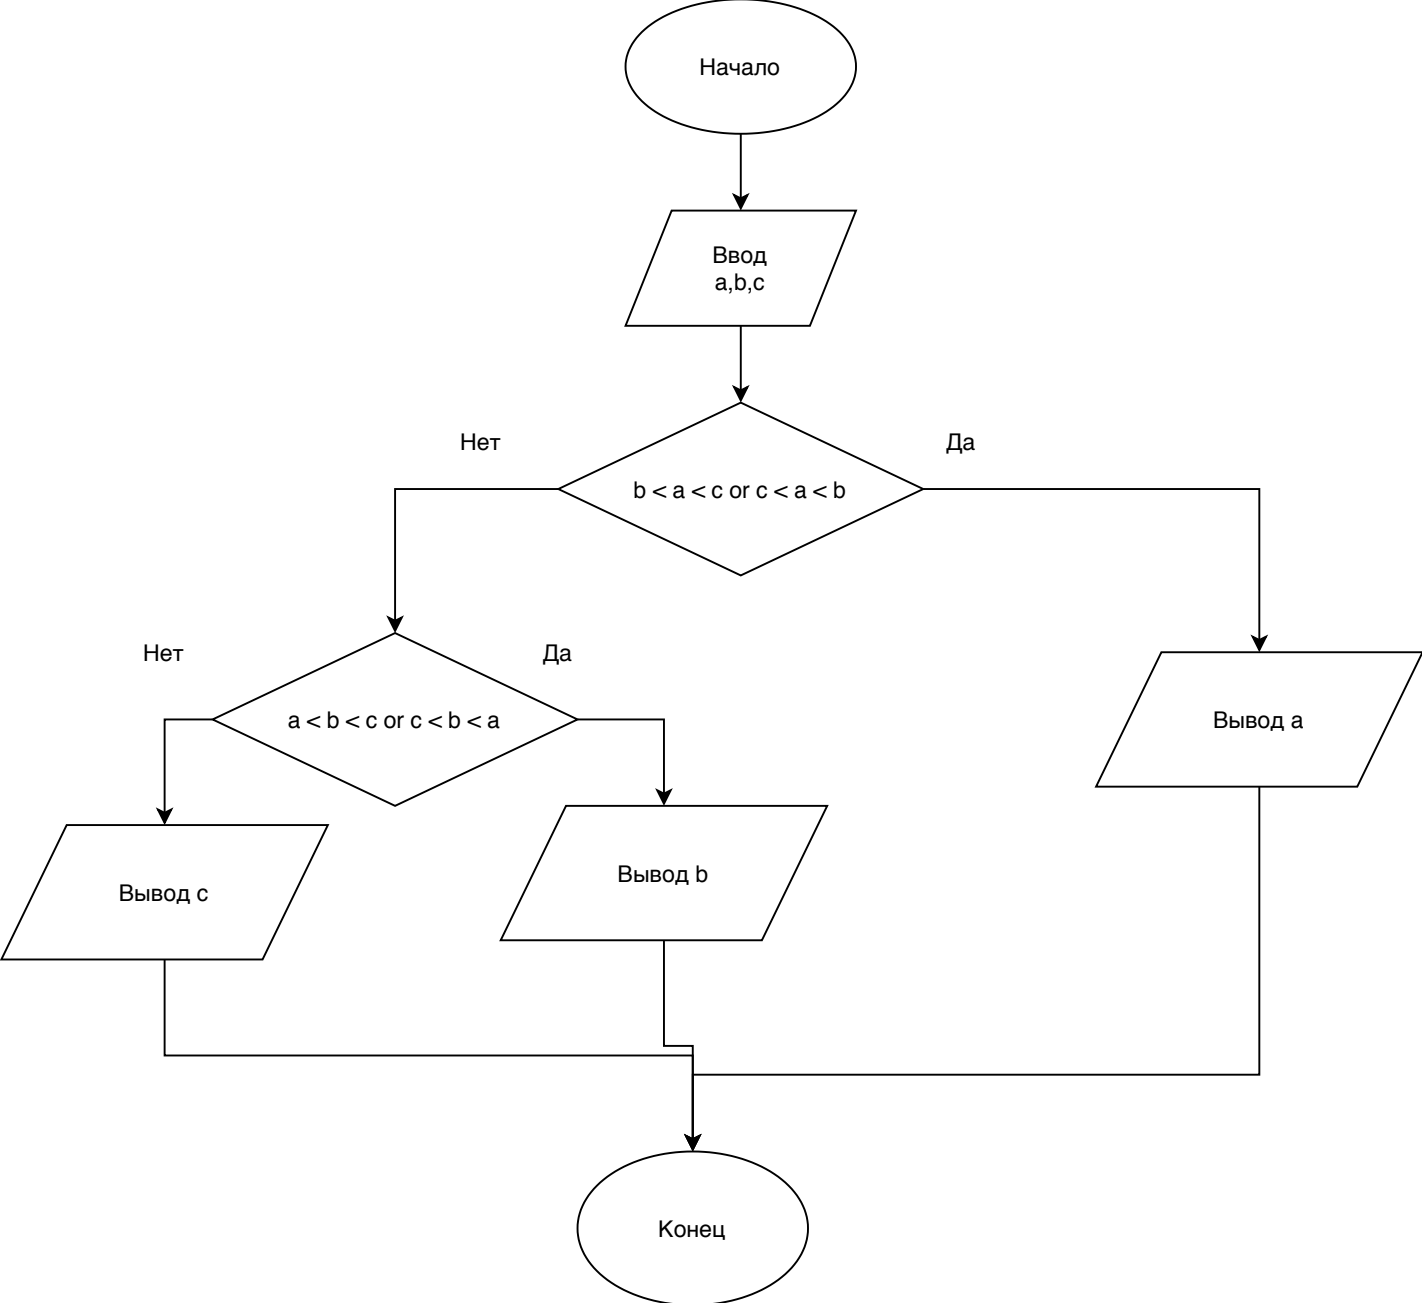 Начало
Ввод
a,b,c
Нет
Да
b < a < c or c < a < b
Нет
Да
a < b < c or c < b < a
Вывод a
Вывод b
Вывод c
Конец